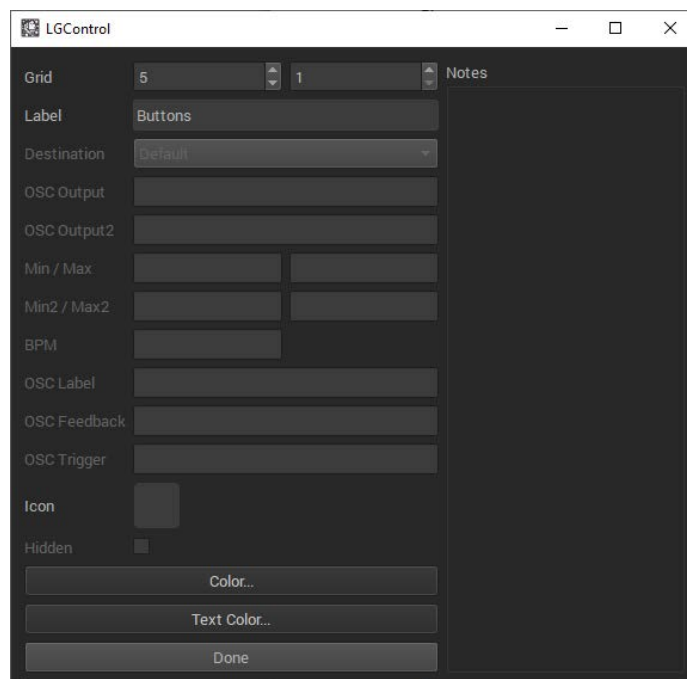 LGControl
Grid 5 1
Label Buttons
Destination Default
OSC Output
OSC Output2
Min / Max
Min2 / Max2
BPM
OSC Label
OSC Feedback
OSC Trigger
Icon
Hidden
Color...
Text Color...
Done
Notes